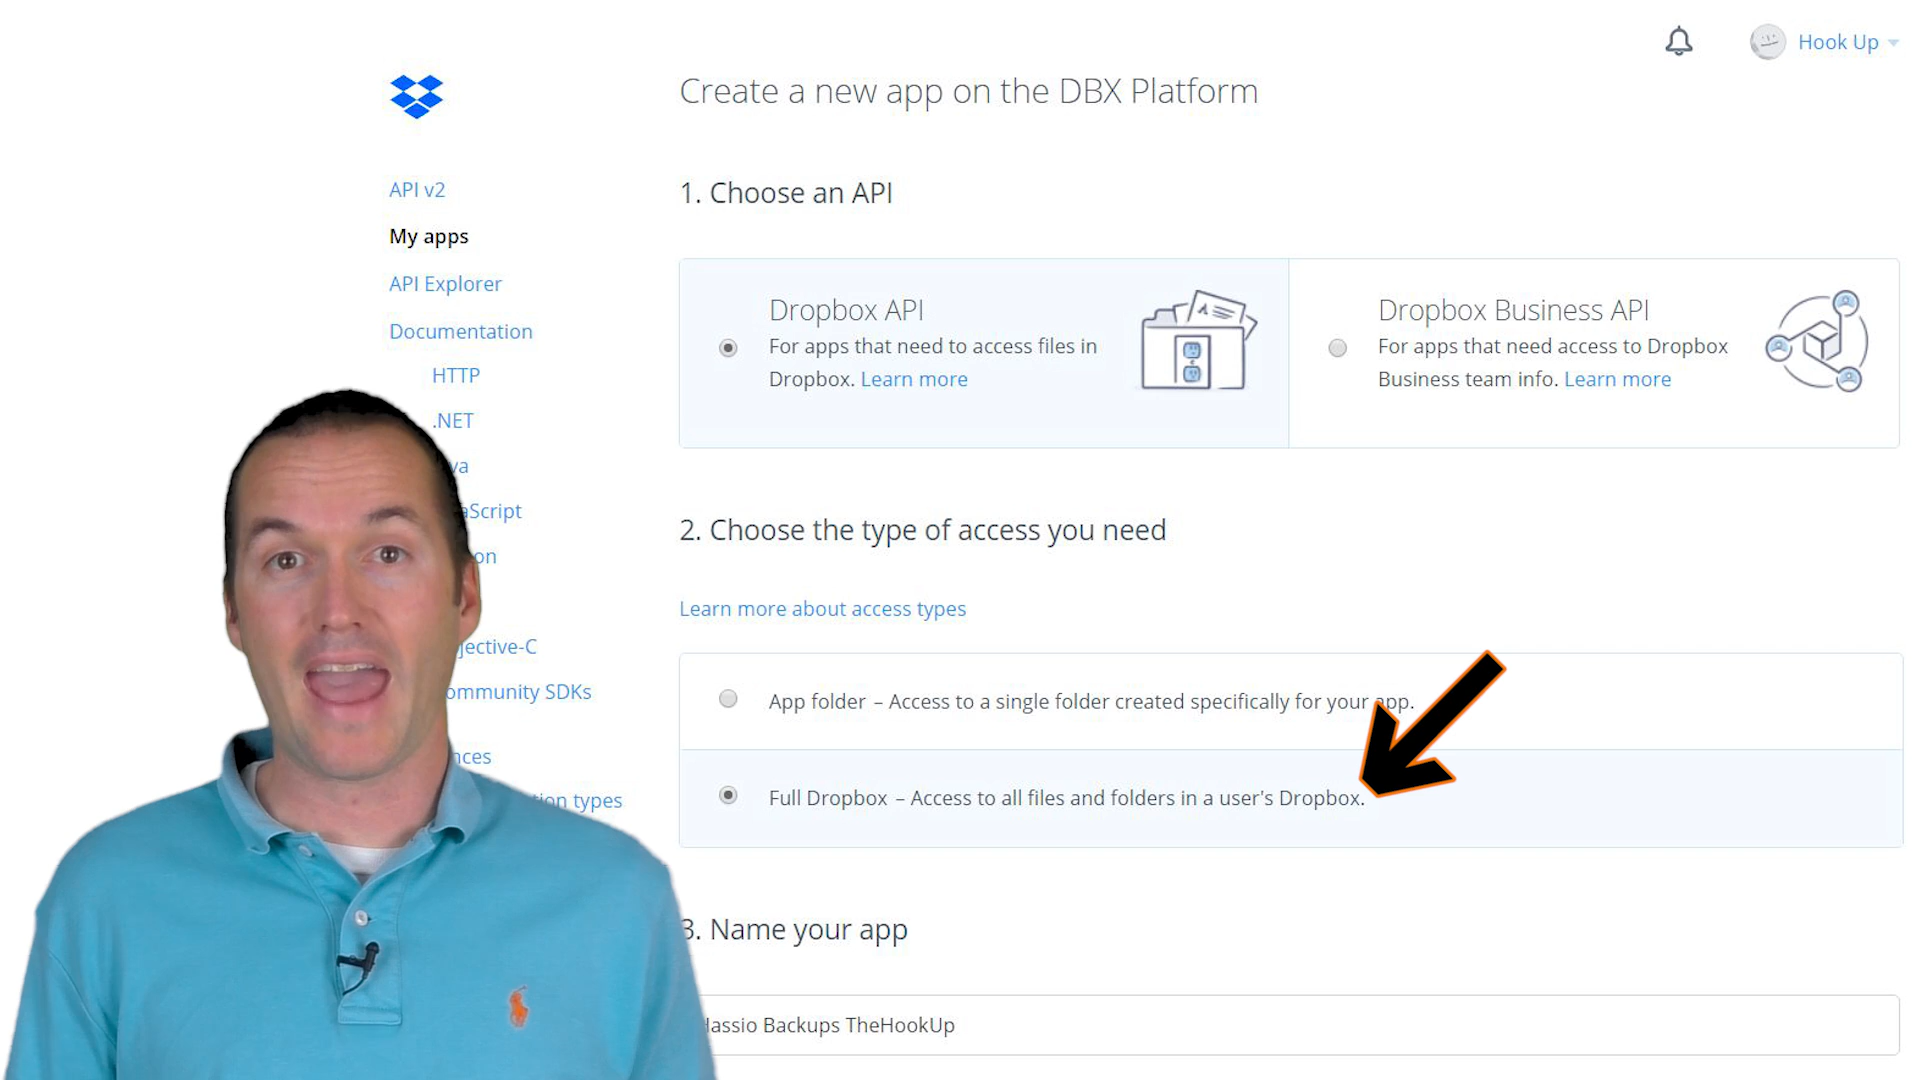 Hook Up
Create a new app on the DBX Platform
API v2
My apps
API Explorer
Documentation
HTTP
.NET
1. Choose an API
Dropbox API
For apps that need to access files in
Dropbox. Learn more
Dropbox Business API
For apps that need access to Dropbox
Business team info. Learn more
2. Choose the type of access you need
Learn more about access types
App folder – Access to a single folder created specifically for your app.
Full Dropbox – Access to all files and folders in a user's Dropbox.
3. Name your app
Backups TheHookUp
SDKs
types